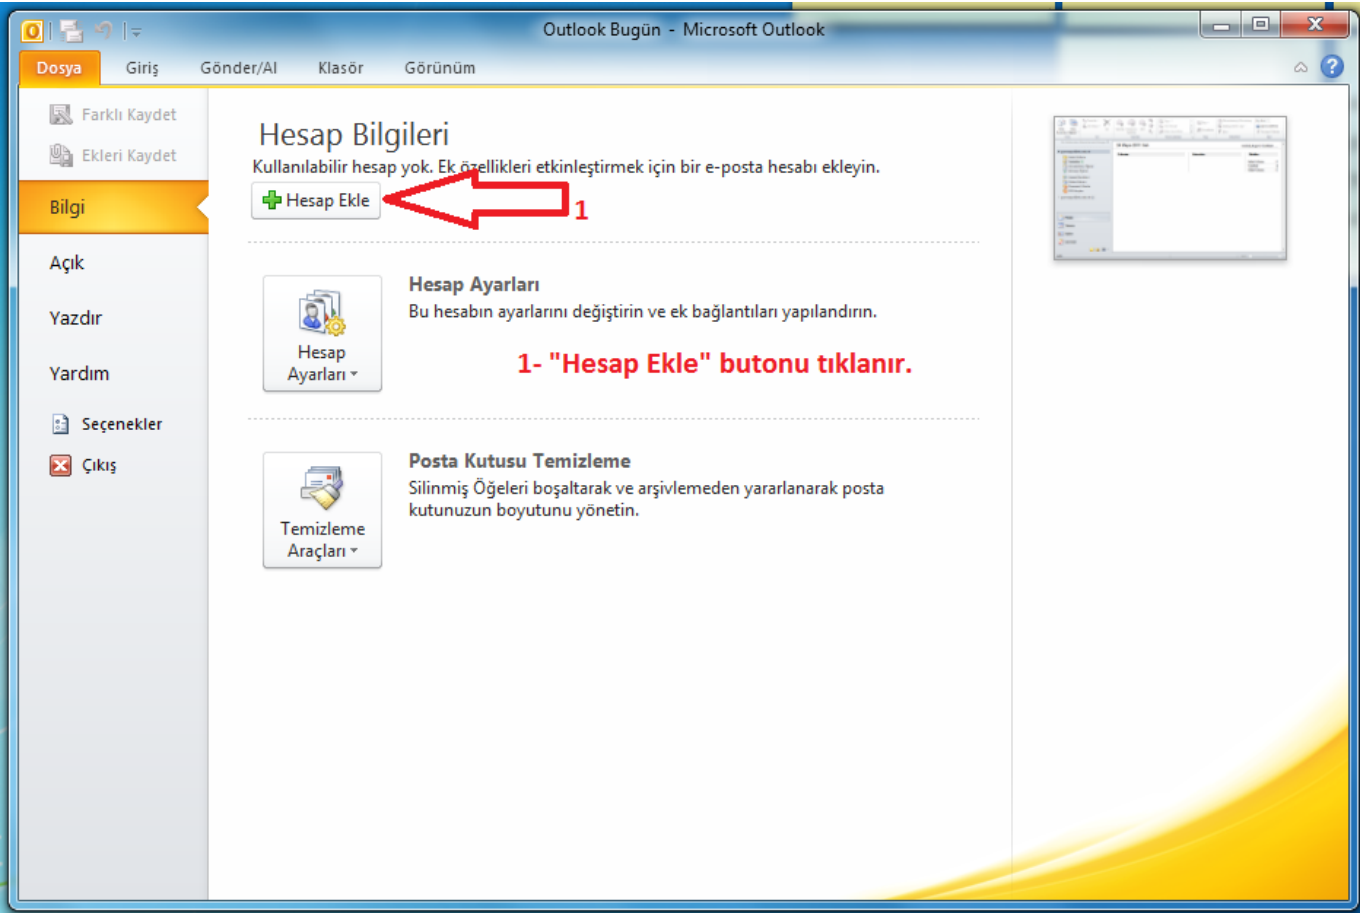 Outlook Bugün - Microsoft Outlook
Dosya Giriş Gönder/Al Klasör Görünüm
Farklı Kaydet
Ekleri Kaydet
Bilgi
Açık
Yazdır
Yardım
Seçenekler
Çıkış
Hesap Bilgileri
Kullanılabilir hesap yok. Ek özellikleri etkinleştirmek için bir e-posta hesabı ekleyin.
Hesap Ekle
1
Hesap
Ayarları
Hesap Ayarları
Bu hesabın ayarlarını değiştirin ve ek bağlantıları yapılandırın.
1- "Hesap Ekle" butonu tıklanır.
Temizleme
Araçları
Posta Kutusu Temizleme
Silinmiş Öğeleri boşaltarak ve arşivlemeden yararlanarak posta
kutunuzun boyutunu yönetin.